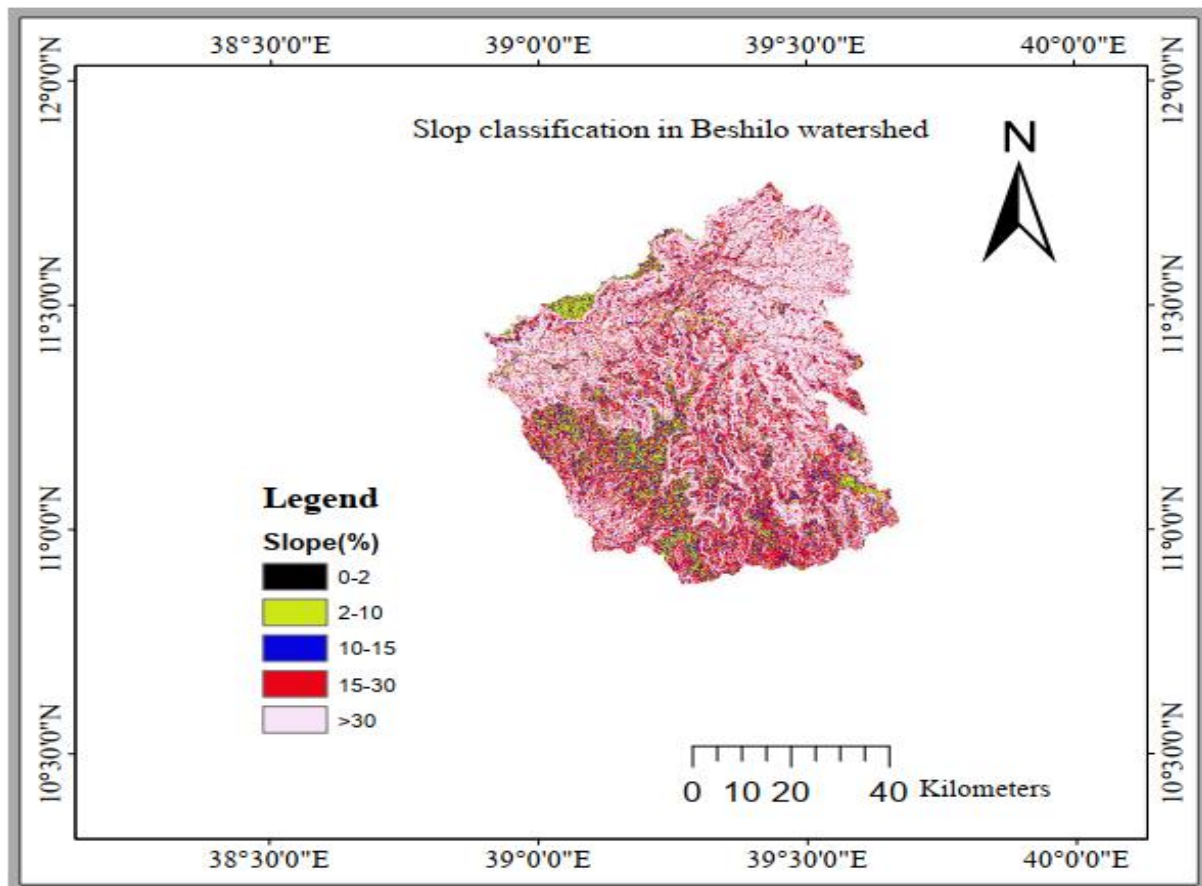 38°30'0"E 39°0'0"E 39°30'0"E 40°0'0"E
12°0'0"N 12°0'0"N
Slop classification in Beshilo watershed
N
11°30'0"N 11°30'0"N
Legend
Slope(%)
11°0'0"N 11°0'0"N
0-2
2-10
10-15
15-30
>30
10°30'0"N 10°30'0"N
0 10 20 40 Kilometers
38°30'0"E 39°0'0"E 39°30'0"E 40°0'0"E